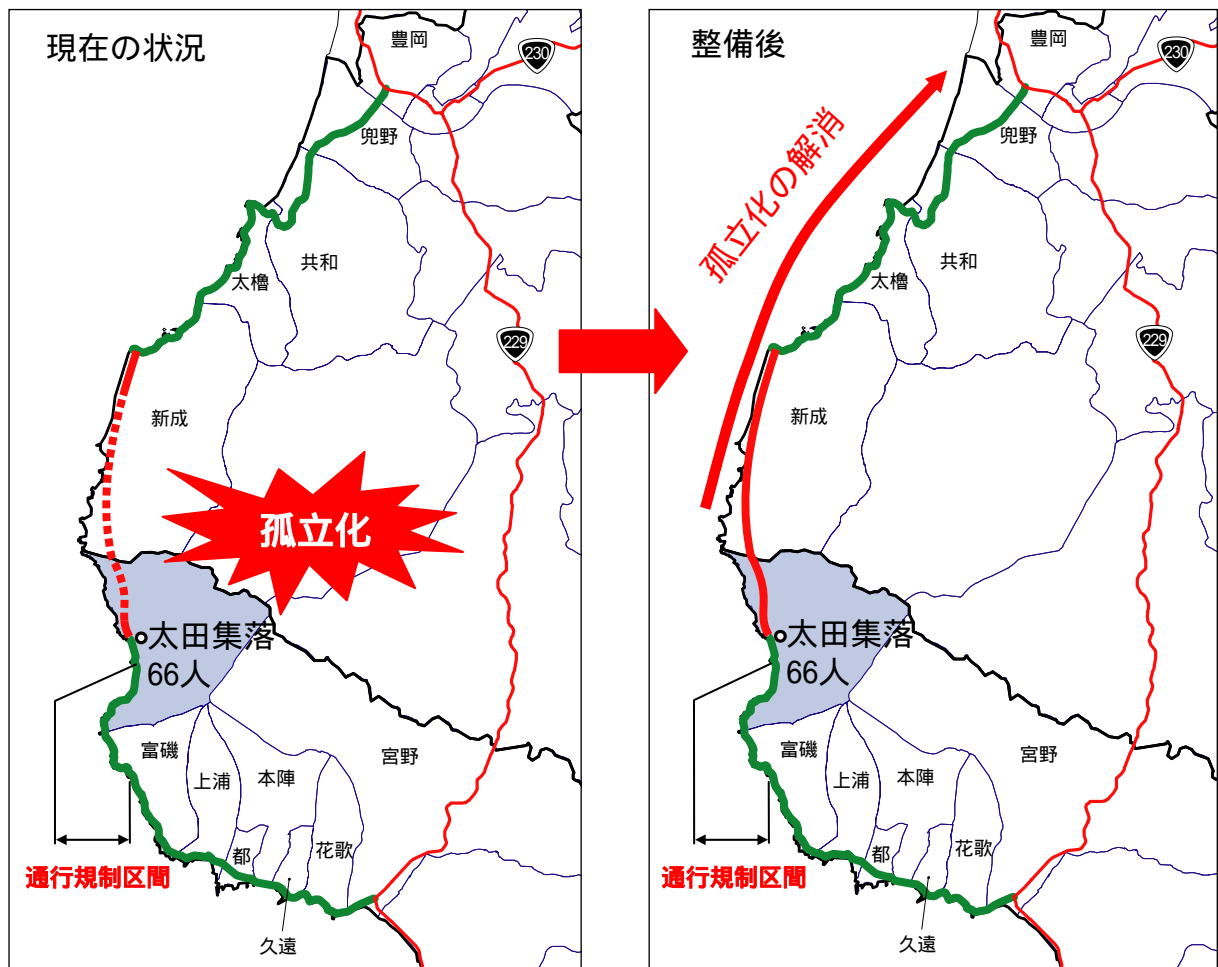 現在の状況
豊岡
230
兜野
共和
太櫓
229
新成
孤立化
太田集落
66人
富磯
上浦
本陣
宮野
都
花歌
通行規制区間
久遠
整備後
豊岡
230
兜野
孤立化の解消
共和
太櫓
229
新成
太田集落
66人
富磯
上浦
本陣
宮野
都
花歌
通行規制区間
久遠